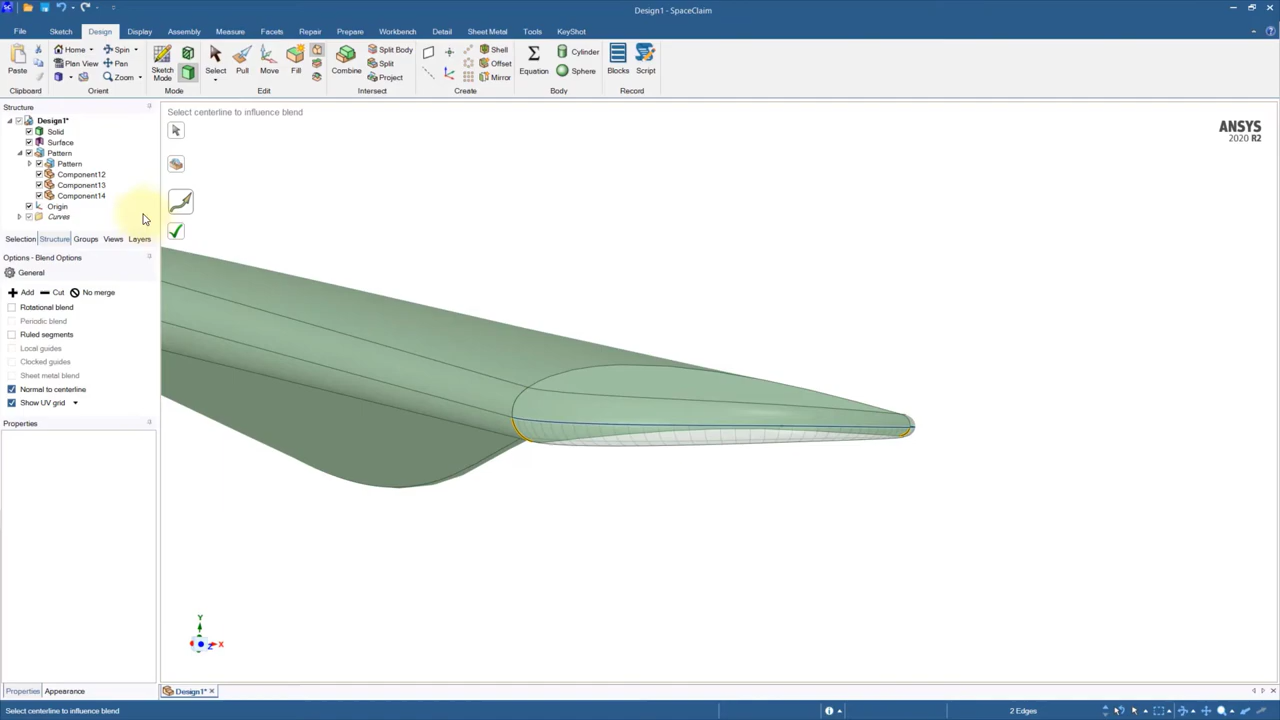 Design1* - SpaceClaim
File Sketch Design Display Assembly Measure Facets Repair Prepare Workbench Detail Sheet Metal Tools KeyShot
Paste
Clipboard
Home Spin
Plan View Pan
Zoom
Orient
Sketch Mode
Mode
Select Pull Move Fill
Edit
Combine
Split Body
Split
Project
Intersect
Shell
Offset
Mirror
Create
Equation
Cylinder
Sphere
Body
Blocks Script
Record
Structure
Design1*
Solid
Surface
Pattern
Pattern
Component12
Component13
Component14
Origin
Curves
Selection Structure Groups Views Layers
Options - Blend Options
General
Add Cut No merge
Rotational blend
Periodic blend
Ruled segments
Local guides
Clocked guides
Sheet metal blend
Normal to centerline
Show UV grid
Properties
Properties Appearance
Select centerline to influence blend
ANSYS
2020 R2
Y
X
Z
Design1*
Select centerline to influence blend
2 Edges